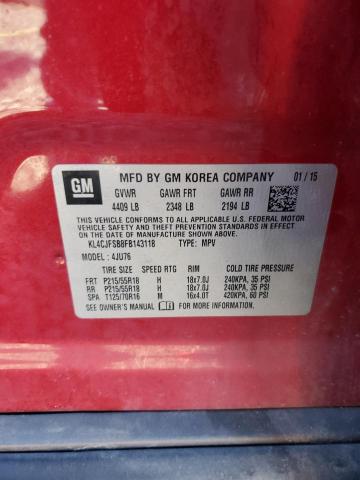 GM
MFD BY GM KOREA COMPANY 01 / 15
GVWR GAWR FRT GAWR RR
4409 LB 2348 LB 2194 LB
THIS VEHICLE CONFORMS TO ALL APPLICABLE U.S. FEDERAL MOTOR
VEHICLE SAFETY, BUMPER, AND THEFT PREVENTION STANDARDS
IN EFFECT ON THE DATE OF MANUFACTURE SHOWN ABOVE.
KL4CJFSB8FB143118 TYPE: MPV
MODEL : 4JU76
TIRE SIZE SPEED RTG RIM COLD TIRE PRESSURE
FRT P215/55R18 H 18x7.0J 240KPA, 35 PSI
RR P215/55R18 H 18x7.0J 240KPA, 35 PSI
SPA T125/70R16 M 16x4.0T 420KPA, 60 PSI
SEE OWNER'S MANUAL FOR ADDITIONAL INFORMATION.